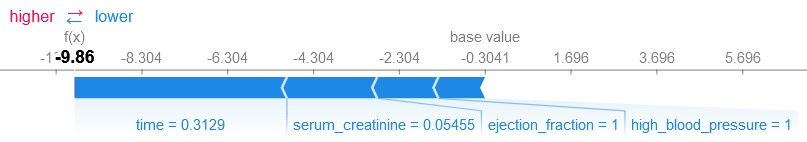 higher ⇄ lower
f(x) base value
-1 -9.86 -8.304 -6.304 -4.304 -2.304 -0.3041 1.696 3.696 5.696
time = 0.3129 serum_creatinine = 0.05455 ejection_fraction = 1 high_blood_pressure = 1